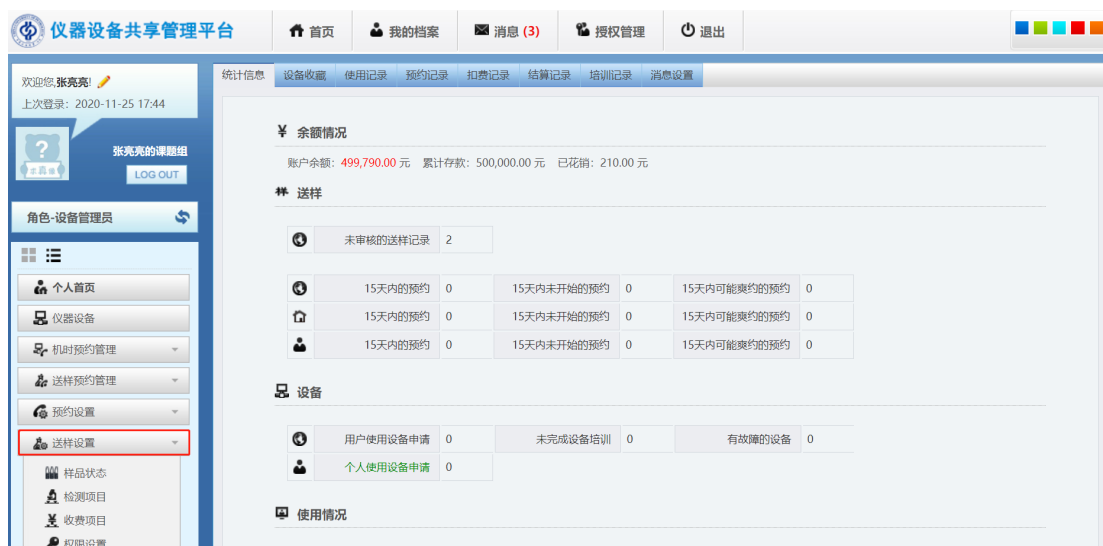 仪器设备共享管理平台
首页 我的档案 消息 (3) 授权管理 退出
欢迎您,张亮亮!
上次登录：2020-11-25 17:44
张亮亮的课题组
LOG OUT
角色-设备管理员
个人首页
仪器设备
机时预约管理
送样预约管理
预约设置
送样设置
样品状态
检测项目
收费项目
权限设置
统计信息 设备收藏 使用记录 预约记录 扣费记录 结算记录 培训记录 消息设置
¥ 余额情况
账户余额: 499,790.00 元 累计存款: 500,000.00 元 已花销: 210.00 元
送样
未审核的送样记录 2
15天内的预约 0 15天内未开始的预约 0 15天内可能爽约的预约 0
15天内的预约 0 15天内未开始的预约 0 15天内可能爽约的预约 0
15天内的预约 0 15天内未开始的预约 0 15天内可能爽约的预约 0
设备
用户使用设备申请 0 未完成设备培训 0 有故障的设备 0
个人使用设备申请 0
使用情况